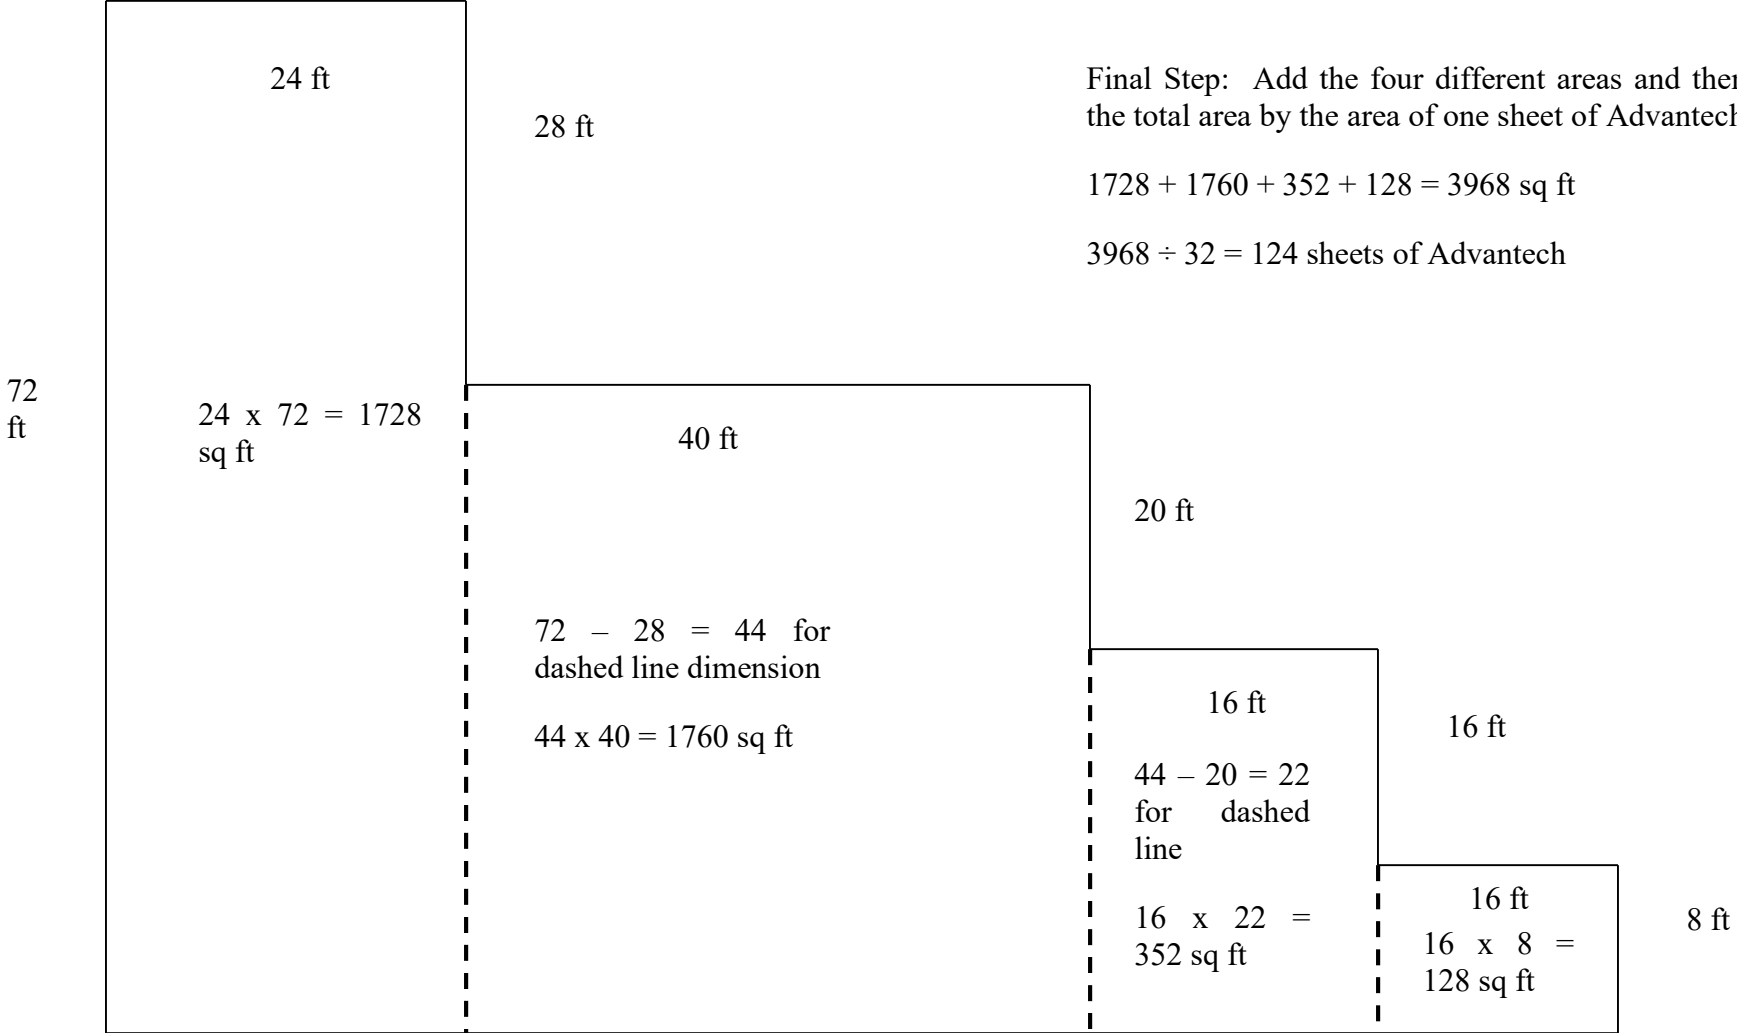 24 ft
28 ft
Final Step: Add the four different areas and then
the total area by the area of one sheet of Advantech
1728 + 1760 + 352 + 128 = 3968 sq ft
3968 ÷ 32 = 124 sheets of Advantech
72
ft
24 x 72 = 1728
sq ft
40 ft
20 ft
72 – 28 = 44 for
dashed line dimension
44 x 40 = 1760 sq ft
16 ft
16 ft
44 – 20 = 22
for dashed
line
16 x 22 =
352 sq ft
16 ft
16 x 8 =
128 sq ft
8 ft